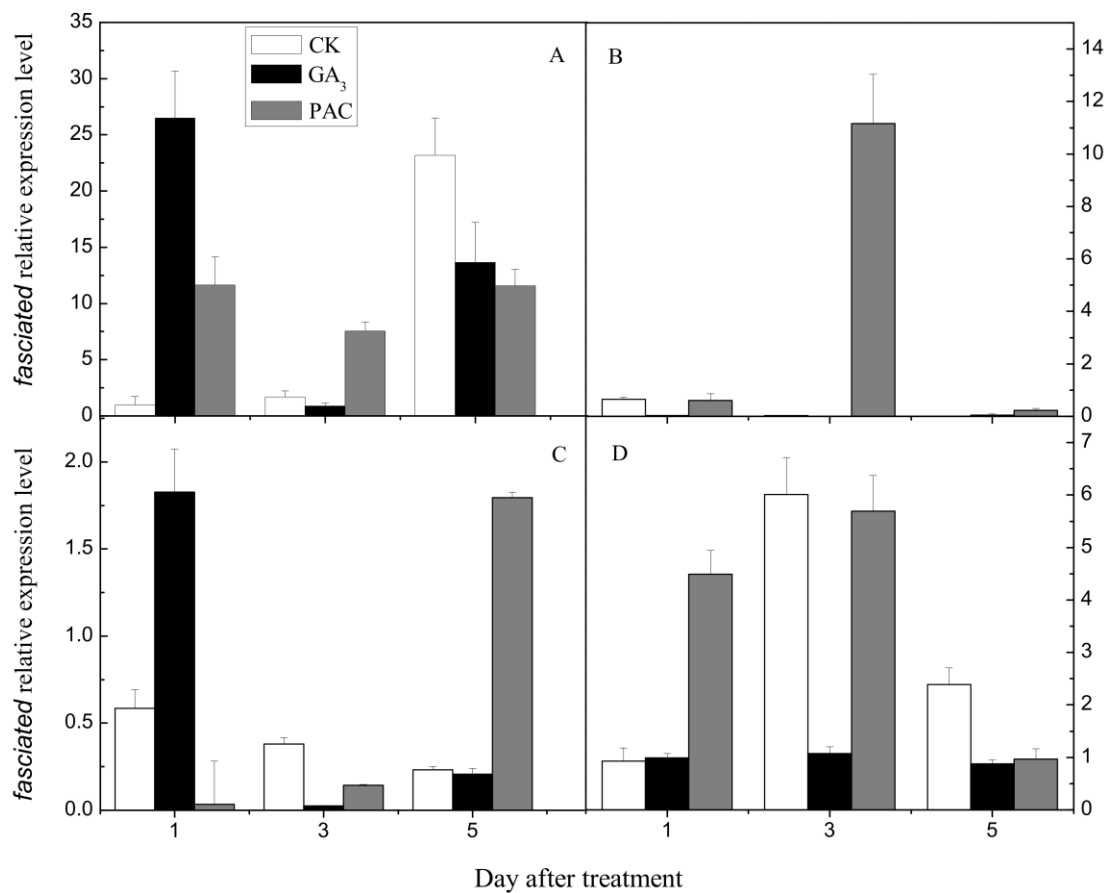 35
30
25
20
15
10
5
0
fasciated relative expression level
CK
GA₃
PAC
A
B
14
12
10
8
6
4
2
0
2.0
1.5
1.0
0.5
0.0
fasciated relative expression level
C
D
7
6
5
4
3
2
1
0
1 3 5 1 3 5
Day after treatment